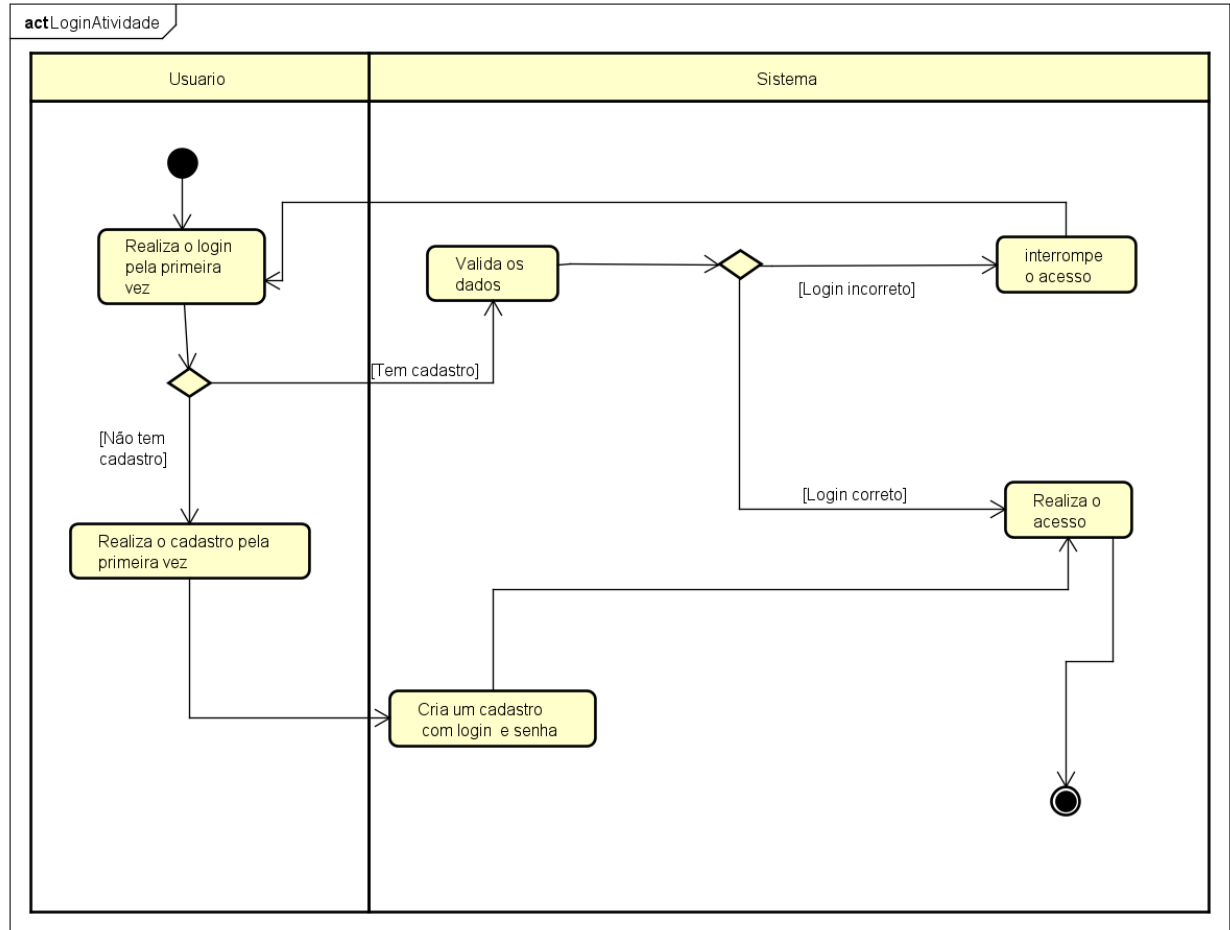 actLoginAtividade
Usuario
Sistema
Realiza o login
pela primeira
vez
Valida os
dados
interrompe
o acesso
[Login incorreto]
[Tem cadastro]
[Não tem
cadastro]
[Login correto]
Realiza o
acesso
Realiza o cadastro pela
primeira vez
Cria um cadastro
com login e senha